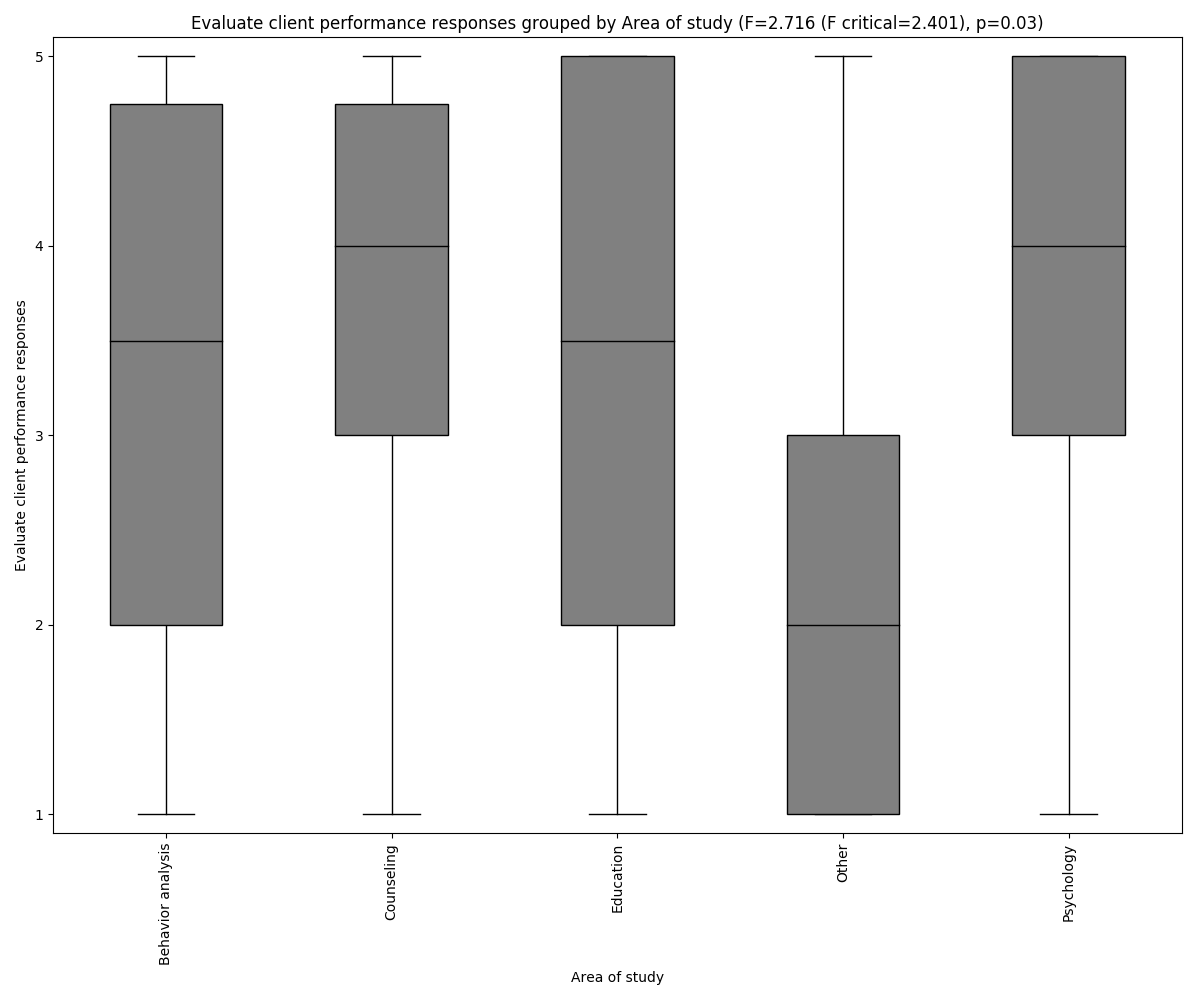 Evaluate client performance responses grouped by Area of study (F=2.716 (F critical=2.401), p=0.03)
Evaluate client performance responses
5
4
3
2
1
Behavior analysis
Counseling
Education
Other
Psychology
Area of study